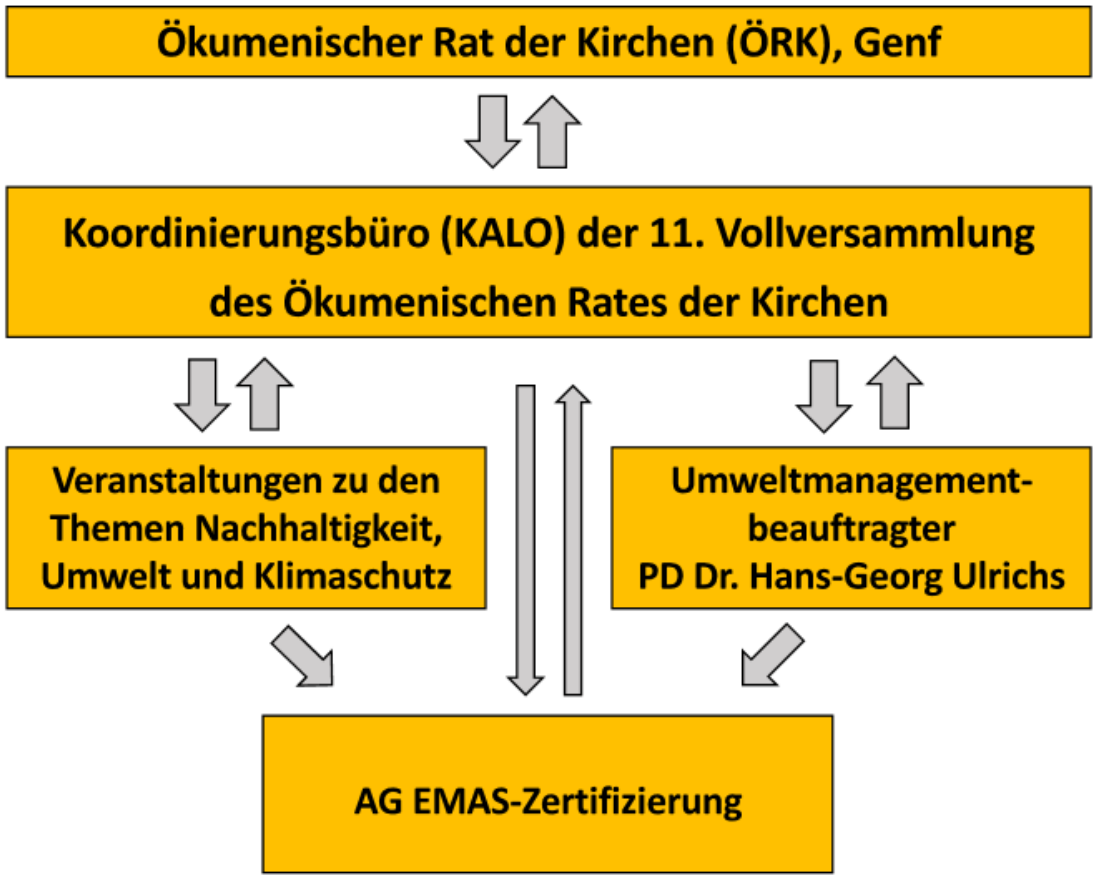 Ökumenischer Rat der Kirchen (ÖRK), Genf
Koordinierungsbüro (KALO) der 11. Vollversammlung
des Ökumenischen Rates der Kirchen
Veranstaltungen zu den
Themen Nachhaltigkeit,
Umwelt und Klimaschutz
Umweltmanagement-
beauftragter
PD Dr. Hans-Georg Ulrichs
AG EMAS-Zertifizierung